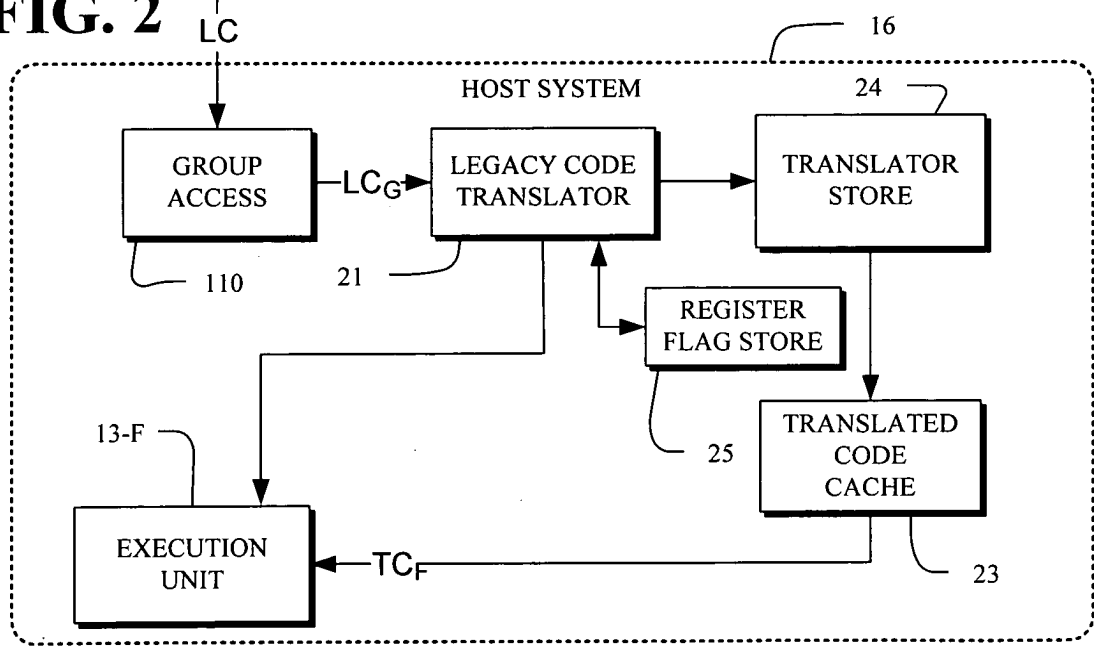 FIG. 2
LC
16
HOST SYSTEM
24
GROUP
ACCESS
LCG
LEGACY CODE
TRANSLATOR
TRANSLATOR
STORE
110
21
REGISTER
FLAG STORE
25
TRANSLATED
CODE
CACHE
13-F
EXECUTION
UNIT
TCF
23